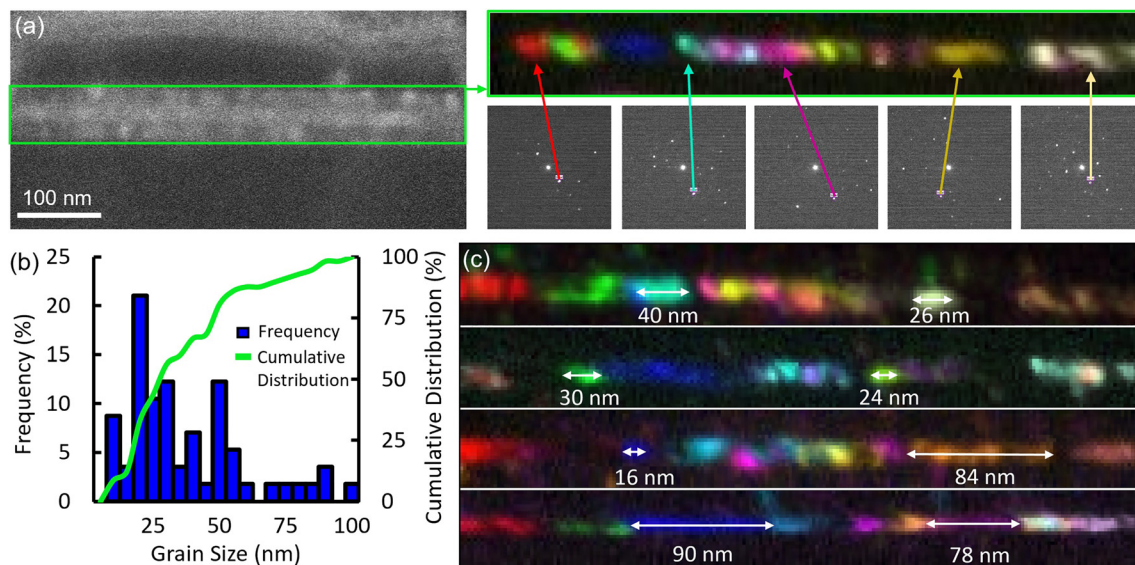 (a)
100 nm
(b)
25
20
15
10
5
0
Frequency (%)
100
75
50
25
0
Cumulative Distribution (%)
Frequency
Cumulative
Distribution
25
50
75
100
Grain Size (nm)
(c)
40 nm
26 nm
30 nm
24 nm
16 nm
84 nm
90 nm
78 nm